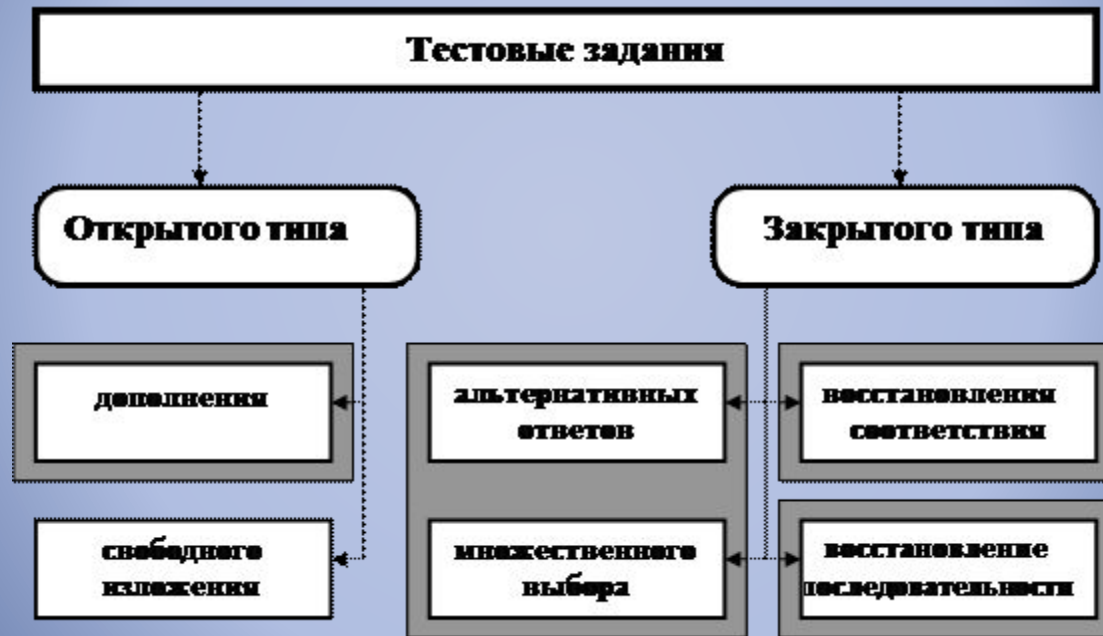 Тестовые задания
Открытого типа
Закрытого типа
дополнения
альтернативных
ответов
восстановления
соответствия
свободного
изложения
множественного
выбора
восстановление
последовательности